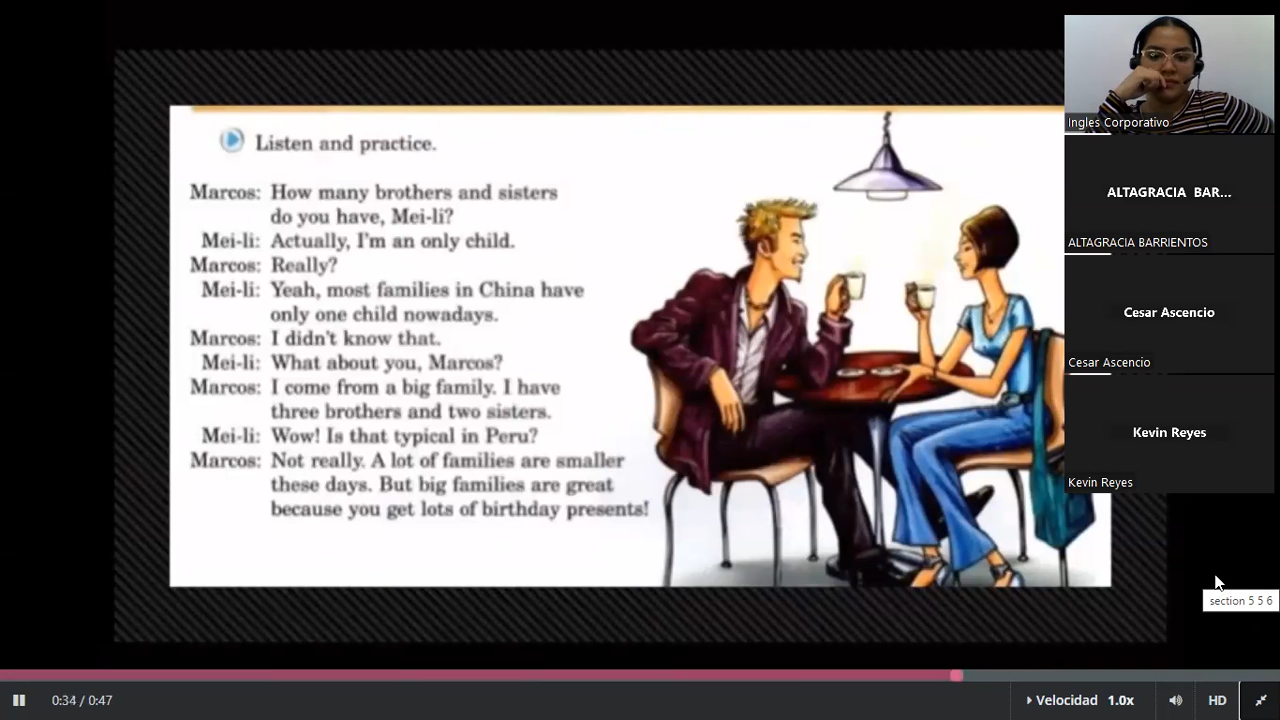 Listen and practice.
Marcos: How many brothers and sisters
do you have, Mei-li?
Mei-li: Actually, I'm an only child.
Marcos: Really?
Mei-li: Yeah, most families in China have
only one child nowadays.
Marcos: I didn't know that.
Mei-li: What about you, Marcos?
Marcos: I come from a big family. I have
three brothers and two sisters.
Mei-li: Wow! Is that typical in Peru?
Marcos: Not really. A lot of families are smaller
these days. But big families are great
because you get lots of birthday presents!
Ingles Corporativo
ALTAGRACIA BAR...
ALTAGRACIA BARRIENTOS
Cesar Ascencio
Cesar Ascencio
Kevin Reyes
Kevin Reyes
section 5 5 6
0:34 / 0:47
Velocidad 1.0x
HD